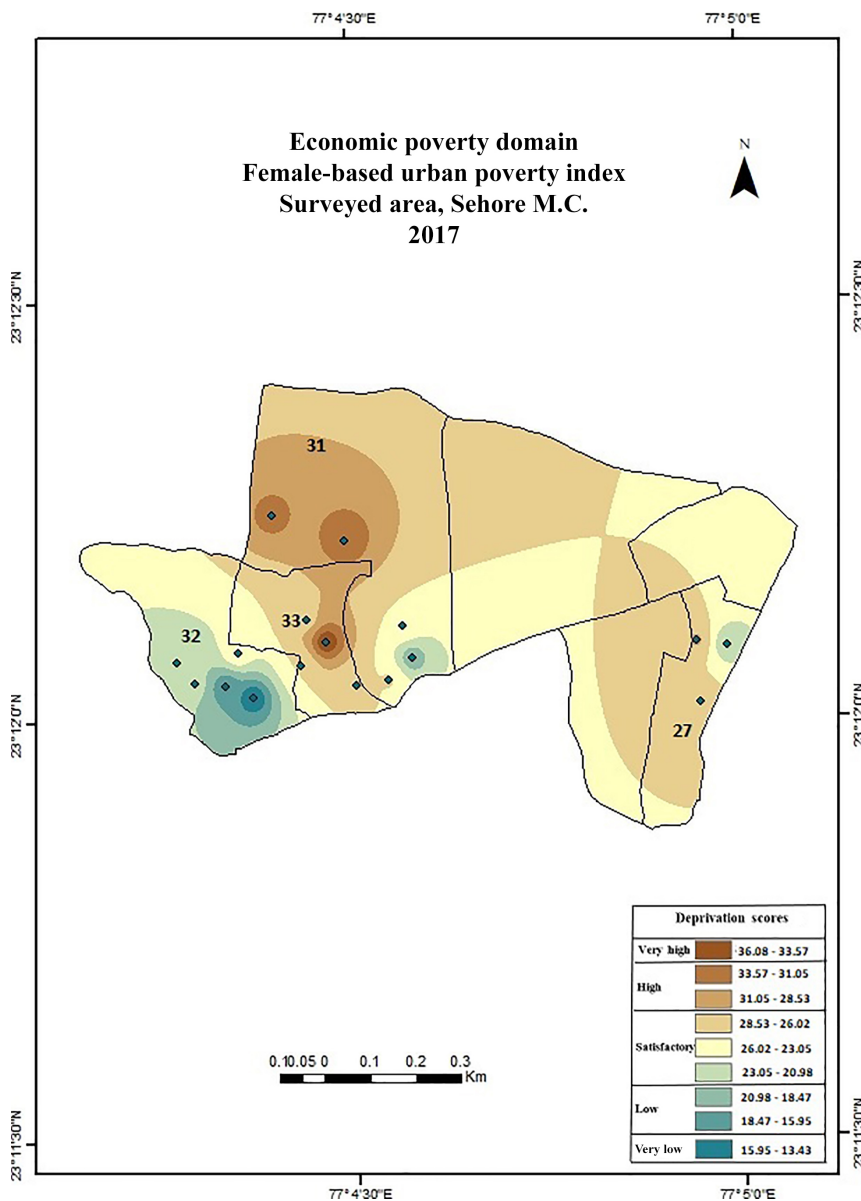 77°4'30"E 77°5'0"E
N
Economic poverty domain
Female-based urban poverty index
Surveyed area, Sehore M.C.
2017
23°12'30"N 23°12'30"N
31
33
32
27
23°12'0"N 23°12'0"N
Deprivation scores
Very high 36.08 - 33.57
High
33.57 - 31.05
31.05 - 28.53
Satisfactory
28.53 - 26.02
26.02 - 23.05
23.05 - 20.98
Low
20.98 - 18.47
18.47 - 15.95
Very low 15.95 - 13.43
0.10.05 0 0.1 0.2 0.3
Km
23°11'30"N 23°11'30"N
77°4'30"E 77°5'0"E